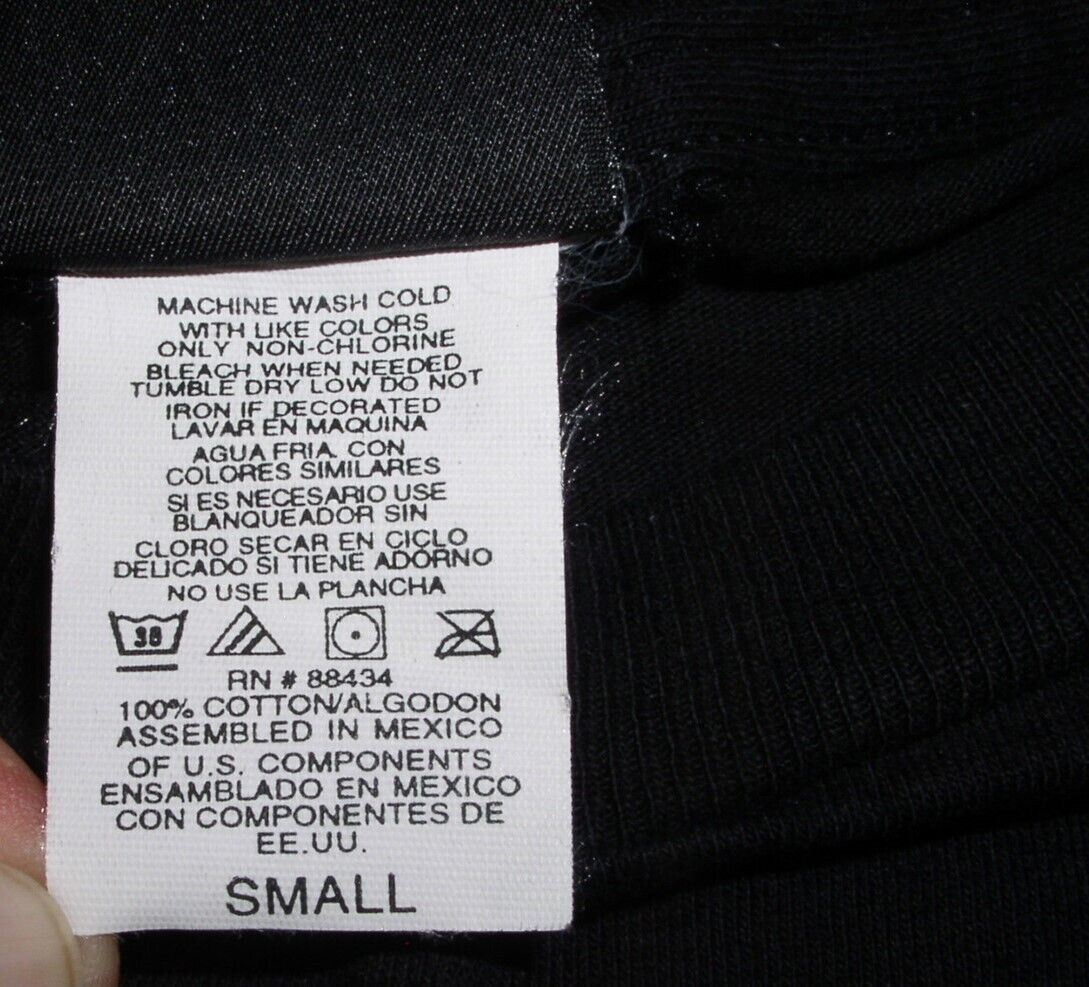 MACHINE WASH COLD
WITH LIKE COLORS
ONLY NON-CHLORINE
BLEACH WHEN NEEDED
TUMBLE DRY LOW DO NOT
IRON IF DECORATED
LAVAR EN MAQUINA
AGUA FRIA. CON
COLORES SIMILARES
SI ES NECESARIO USE
BLANQUEADOR SIN
CLORO SECAR EN CICLO
DELICADO SI TIENE ADORNO
NO USE LA PLANCHA
38
RN # 88434
100% COTTON/ALGODON
ASSEMBLED IN MEXICO
OF U.S. COMPONENTS
ENSAMBLADO EN MEXICO
CON COMPONENTES DE
EE.UU.
SMALL